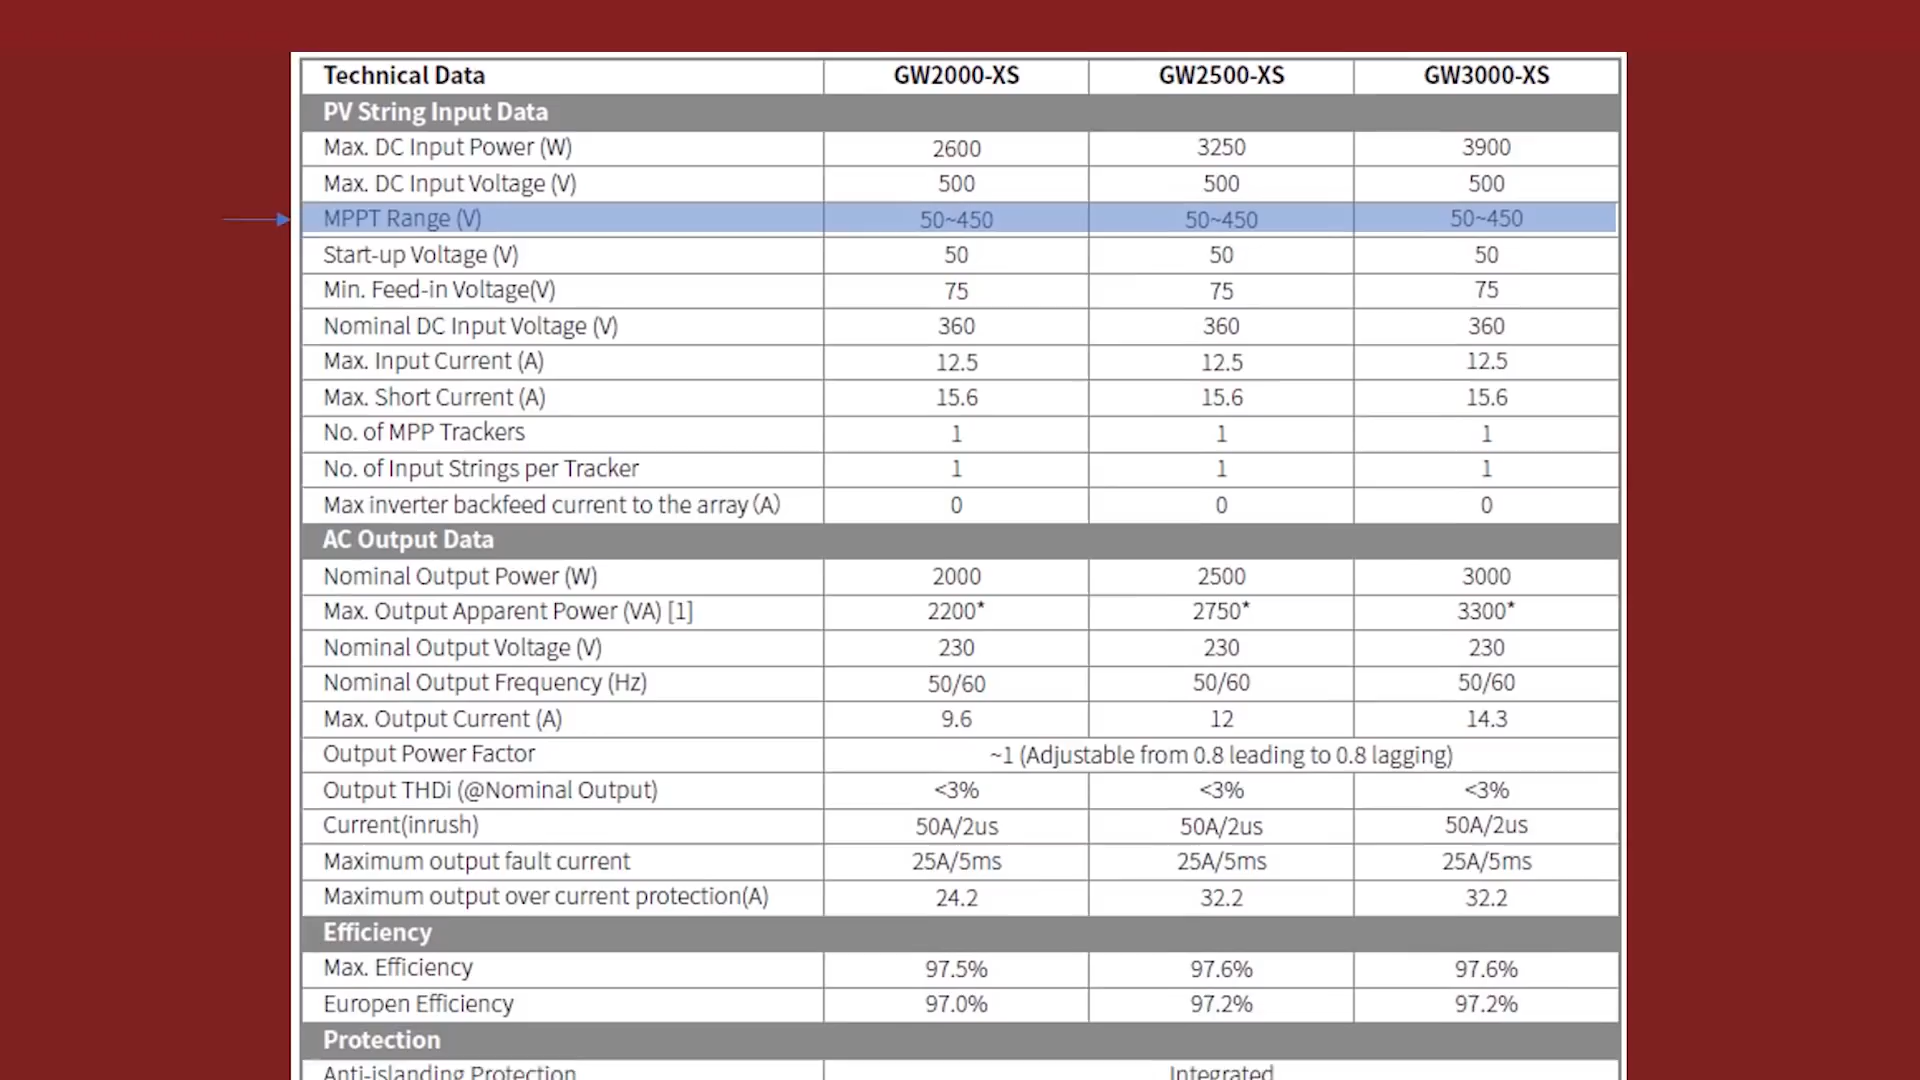 Technical Data GW2000-XS GW2500-XS GW3000-XS
PV String Input Data
Max. DC Input Power (W) 2600 3250 3900
Max. DC Input Voltage (V) 500 500 500
MPPT Range (V) 50~450 50~450 50~450
Start-up Voltage (V) 50 50 50
Min. Feed-in Voltage(V) 75 75 75
Nominal DC Input Voltage (V) 360 360 360
Max. Input Current (A) 12.5 12.5 12.5
Max. Short Current (A) 15.6 15.6 15.6
No. of MPP Trackers 1 1 1
No. of Input Strings per Tracker 1 1 1
Max inverter backfeed current to the array (A) 0 0 0
AC Output Data
Nominal Output Power (W) 2000 2500 3000
Max. Output Apparent Power (VA) [1] 2200* 2750* 3300*
Nominal Output Voltage (V) 230 230 230
Nominal Output Frequency (Hz) 50/60 50/60 50/60
Max. Output Current (A) 9.6 12 14.3
Output Power Factor ~1 (Adjustable from 0.8 leading to 0.8 lagging)
Output THDi (@Nominal Output) <3% <3% <3%
Current(inrush) 50A/2us 50A/2us 50A/2us
Maximum output fault current 25A/5ms 25A/5ms 25A/5ms
Maximum output over current protection(A) 24.2 32.2 32.2
Efficiency
Max. Efficiency 97.5% 97.6% 97.6%
Europen Efficiency 97.0% 97.2% 97.2%
Protection
Anti-islanding Protection Integrated